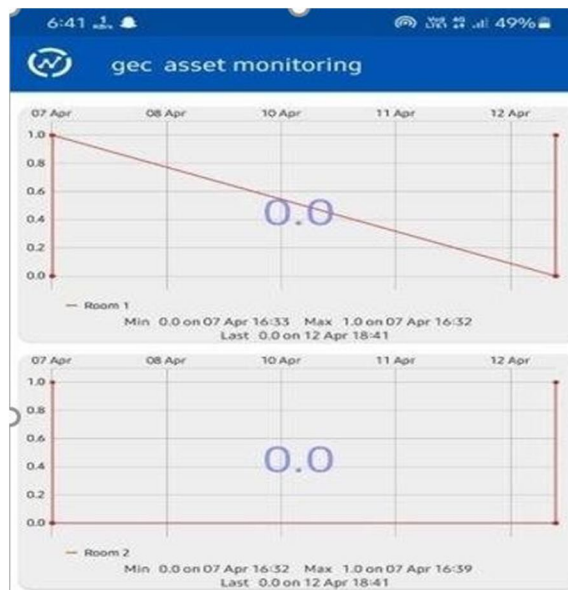 6:41 1 KB/s VoD LTE1 4G 49%
gec asset monitoring
07 Apr 08 Apr 10 Apr 11 Apr 12 Apr
1.0
0.8
0.6
0.4
0.2
0.0
0.0
Room 1
Min 0.0 on 07 Apr 16:33 Max 1.0 on 07 Apr 16:32
Last 0.0 on 12 Apr 18:41
07 Apr 08 Apr 10 Apr 11 Apr 12 Apr
1.0
0.8
0.6
0.4
0.2
0.0
0.0
Room 2
Min 0.0 on 07 Apr 16:32 Max 1.0 on 07 Apr 16:39
Last 0.0 on 12 Apr 18:41